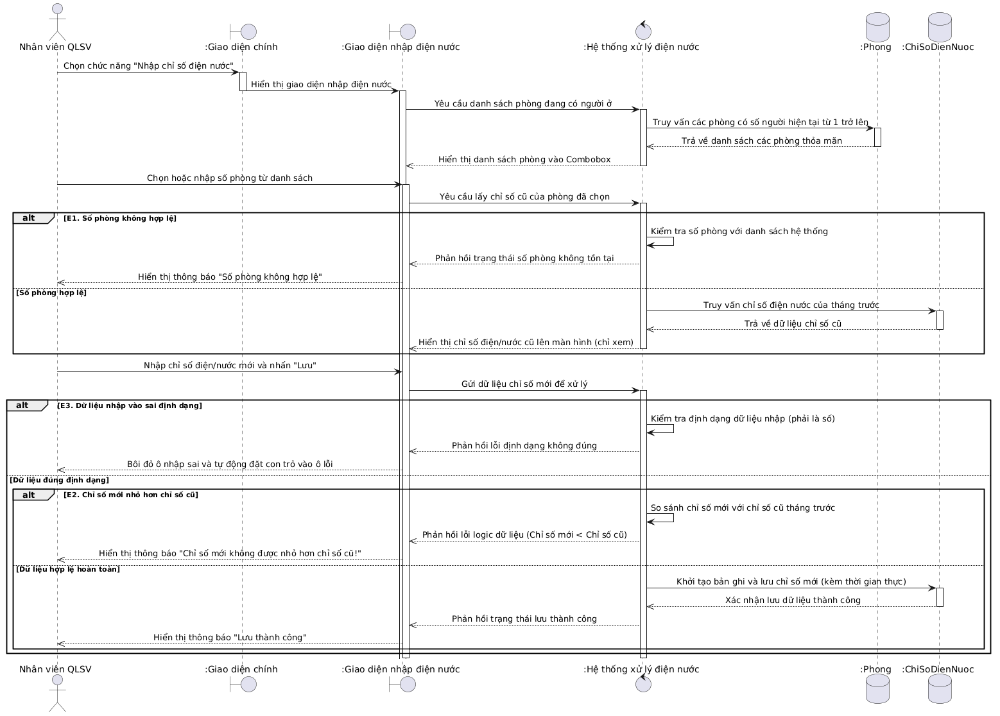 Nhân viên QLSV
:Giao diện chính
:Giao diện nhập điện nước
:Hệ thống xử lý điện nước
:Phong
:ChiSoDienNuoc
Chọn chức năng "Nhập chỉ số điện nước"
Hiển thị giao diện nhập điện nước
Yêu cầu danh sách phòng đang có người ở
Truy vấn các phòng có số người hiện tại từ 1 trở lên
Trả về danh sách các phòng thỏa mãn
Hiển thị danh sách phòng vào Combobox
Chọn hoặc nhập số phòng từ danh sách
Yêu cầu lấy chỉ số cũ của phòng đã chọn
alt [E1. Số phòng không hợp lệ]
Kiểm tra số phòng với danh sách hệ thống
Phản hồi trạng thái số phòng không tồn tại
Hiển thị thông báo "Số phòng không hợp lệ"
[Số phòng hợp lệ]
Truy vấn chỉ số điện nước của tháng trước
Trả về dữ liệu chỉ số cũ
Hiển thị chỉ số điện/nước cũ lên màn hình (chỉ xem)
Nhập chỉ số điện/nước mới và nhấn "Lưu"
Gửi dữ liệu chỉ số mới để xử lý
alt [E3. Dữ liệu nhập vào sai định dạng]
Kiểm tra định dạng dữ liệu nhập (phải là số)
Phản hồi lỗi định dạng không đúng
Bôi đỏ ô nhập sai và tự động đặt con trỏ vào ô lỗi
[Dữ liệu đúng định dạng]
alt [E2. Chỉ số mới nhỏ hơn chỉ số cũ]
So sánh chỉ số mới với chỉ số cũ tháng trước
Phản hồi lỗi logic dữ liệu (Chỉ số mới < Chỉ số cũ)
Hiển thị thông báo "Chỉ số mới không được nhỏ hơn chỉ số cũ!"
[Dữ liệu hợp lệ hoàn toàn]
Khởi tạo bản ghi và lưu chỉ số mới (kèm thời gian thực)
Xác nhận lưu dữ liệu thành công
Phản hồi trạng thái lưu thành công
Hiển thị thông báo "Lưu thành công"
Nhân viên QLSV
:Giao diện chính
:Giao diện nhập điện nước
:Hệ thống xử lý điện nước
:Phong
:ChiSoDienNuoc